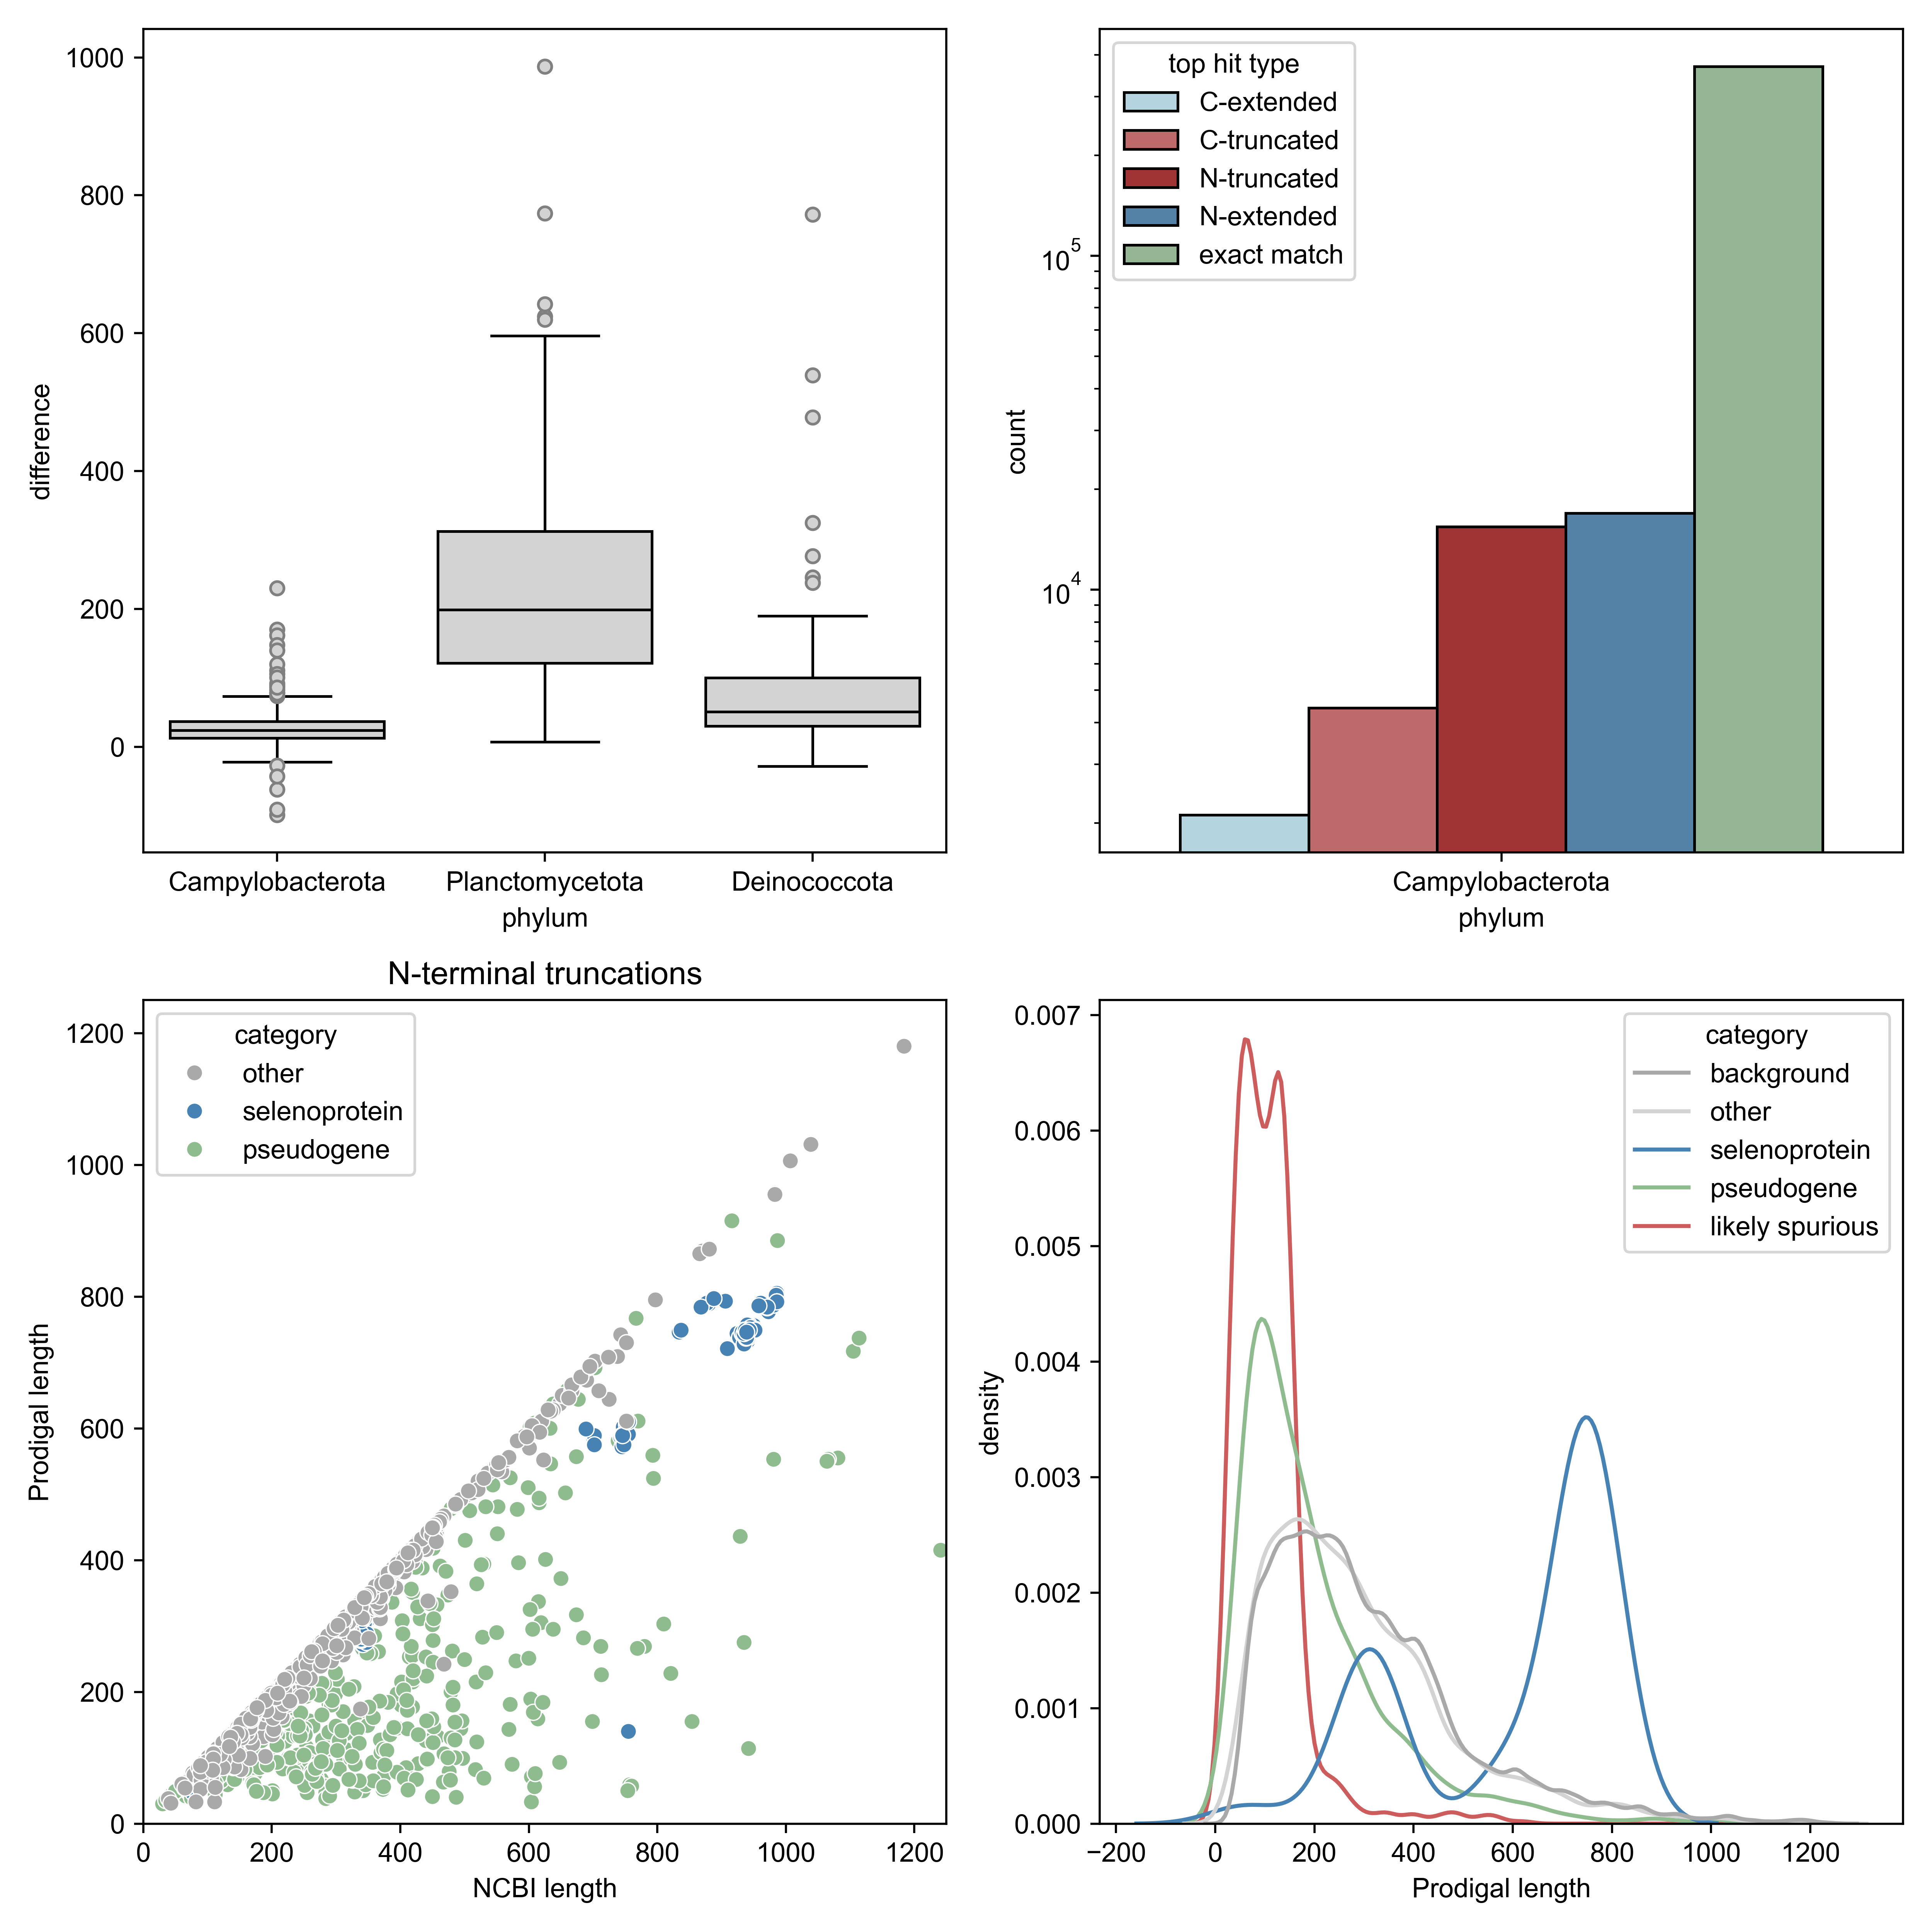 1000
800
600
400
200
0
difference
Campylobacterota
Planctomycetota
Deinococcota
phylum
top hit type
C-extended
C-truncated
N-truncated
N-extended
exact match
10^5
10^4
count
Campylobacterota
phylum
N-terminal truncations
category
other
selenoprotein
pseudogene
1200
1000
800
600
400
200
0
Prodigal length
0 200 400 600 800 1000 1200
NCBI length
category
background
other
selenoprotein
pseudogene
likely spurious
0.007
0.006
0.005
0.004
0.003
0.002
0.001
0.000
density
−200 0 200 400 600 800 1000 1200
Prodigal length